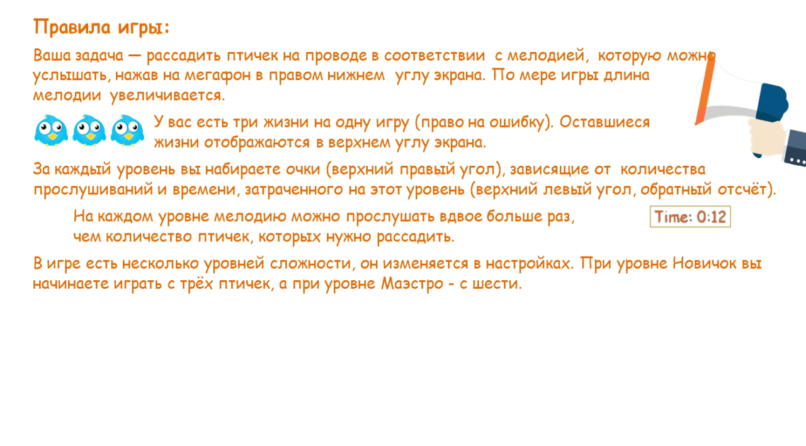 Правила игры:
Ваша задача — рассадить птичек на проводе в соответствии с мелодией, которую можно
услышать, нажав на мегафон в правом нижнем углу экрана. По мере игры длина
мелодии увеличивается.
У вас есть три жизни на одну игру (право на ошибку). Оставшиеся
жизни отображаются в верхнем углу экрана.
За каждый уровень вы набираете очки (верхний правый угол), зависящие от количества
прослушиваний и времени, затраченного на этот уровень (верхний левый угол, обратный отсчёт).
На каждом уровне мелодию можно прослушать вдвое больше раз,
чем количество птичек, которых нужно рассадить.
Time: 0:12
В игре есть несколько уровней сложности, он изменяется в настройках. При уровне Новичок вы
начинаете играть с трёх птичек, а при уровне Маэстро - с шести.